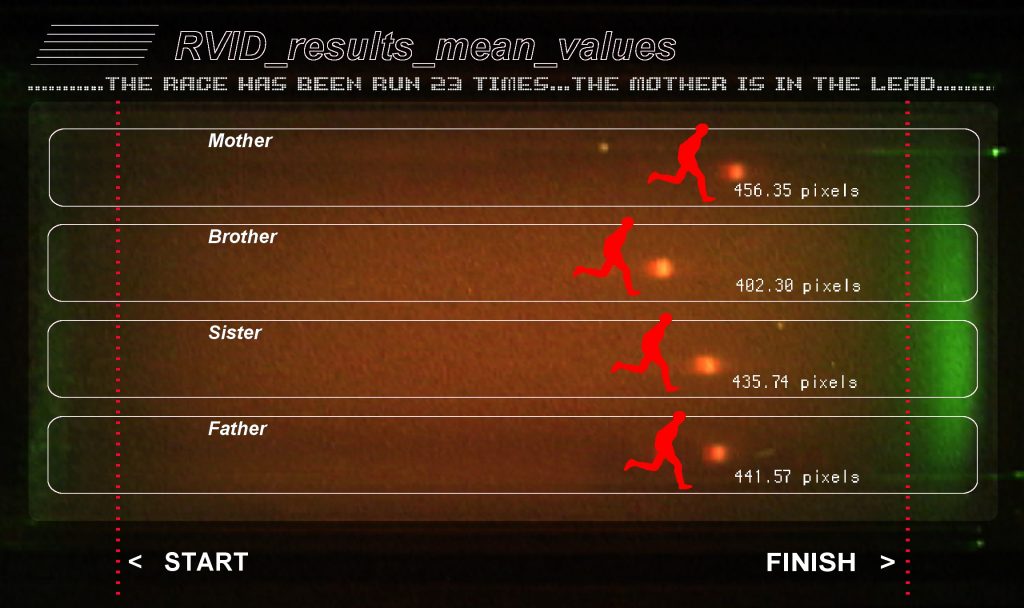 RVID_results_mean_values
............THE RACE HAS BEEN RUN 23 TIMES...THE MOTHER IS IN THE LEAD.........
Mother
456.35 pixels
Brother
402.30 pixels
Sister
435.74 pixels
Father
441.57 pixels
< START FINISH >